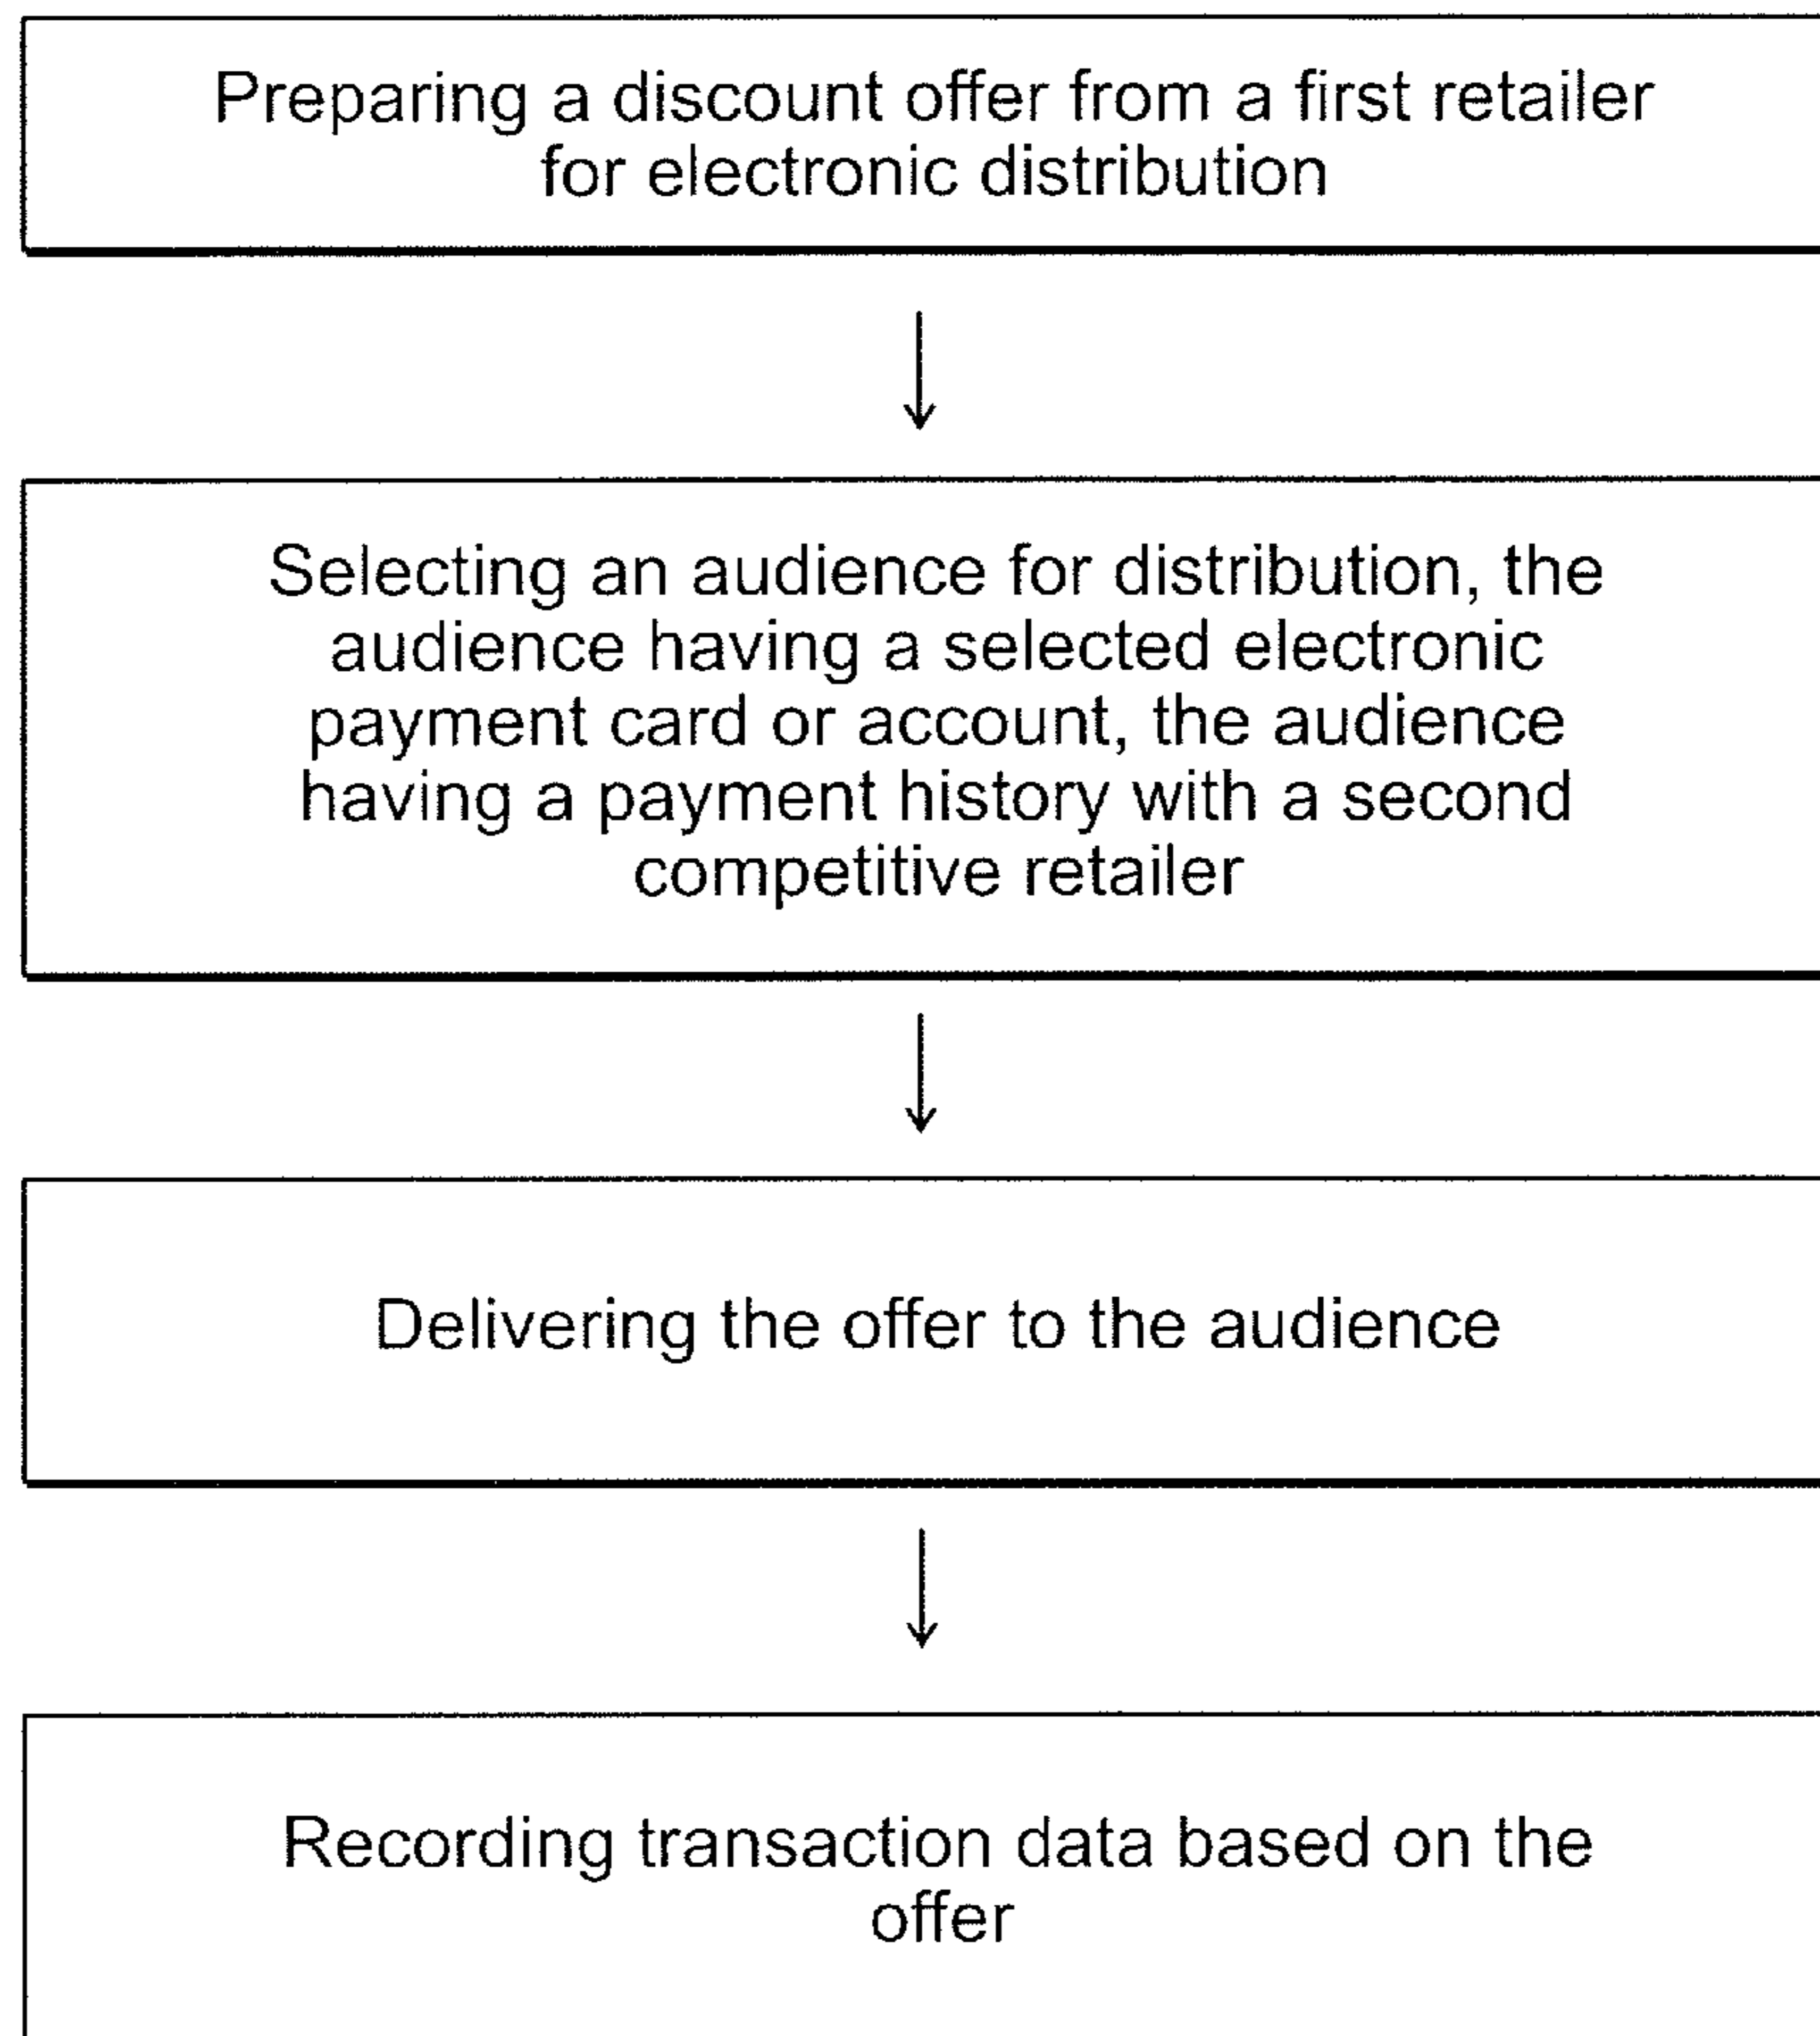 Preparing a discount offer from a first retailer
for electronic distribution
Selecting an audience for distribution, the
audience having a selected electronic
payment card or account, the audience
having a payment history with a second
competitive retailer
Delivering the offer to the audience
Recording transaction data based on the
offer